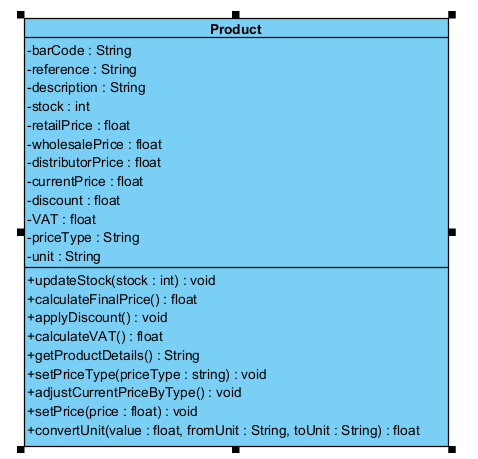 Product
-barCode : String
-reference : String
-description : String
-stock : int
-retailPrice : float
-wholesalePrice : float
-distributorPrice : float
-currentPrice : float
-discount : float
-VAT : float
-priceType : String
-unit : String
+updateStock(stock : int) : void
+calculateFinalPrice() : float
+applyDiscount() : void
+calculateVAT() : float
+getProductDetails() : String
+setPriceType(priceType : string) : void
+adjustCurrentPriceByType() : void
+setPrice(price : float) : void
+convertUnit(value : float, fromUnit : String, toUnit : String) : float